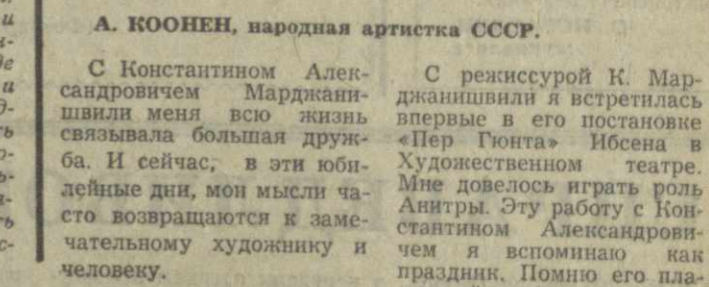 А. КООНЕН, народная артистка СССР.
С Константином Алек-
сандровичем Марджани-
швили меня всю жизнь
связывала большая друж-
ба. И сейчас, в эти юби-
лейные дни, мои мысли ча-
сто возвращаются к заме-
чательному художнику и
человеку.
С режиссурой К. Мар-
джанишвили я встретилась
впервые в его постановке
«Пер Гюнта» Ибсена в
Художественном театре.
Мне довелось играть роль
Анитры. Эту работу с Кон-
стантином Александрови-
чем я вспоминаю как
праздник. Помню его пла-